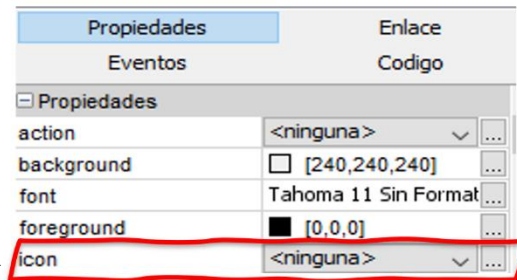 Propiedades Enlace
Eventos Codigo
Propiedades
action <ninguna> ...
background [240,240,240] ...
font Tahoma 11 Sin Format ...
foreground [0,0,0] ...
icon <ninguna> ...